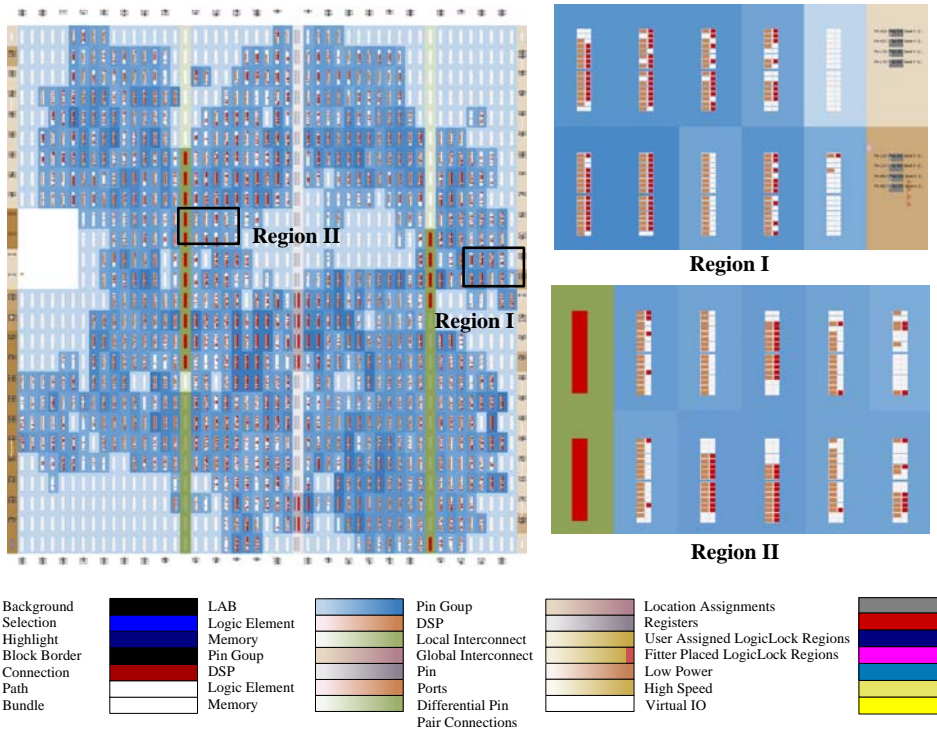 Region II
Region I
Region I
Region II
Background
Selection
Highlight
Block Border
Connection
Path
Bundle
LAB
Logic Element
Memory
Pin Goup
DSP
Logic Element
Memory
Pin Goup
DSP
Local Interconnect
Global Interconnect
Pin
Ports
Differential Pin
Pair Connections
Location Assignments
Registers
User Assigned LogicLock Regions
Fitter Placed LogicLock Regions
Low Power
High Speed
Virtual IO